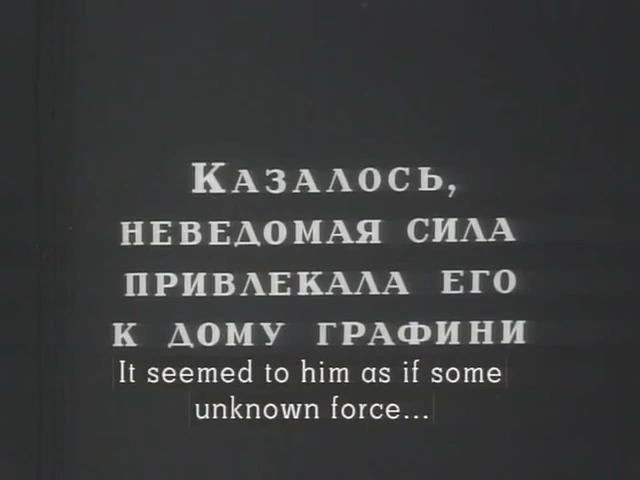 Казалось,
неведомая сила
привлекала его
к дому графини
It seemed to him as if some
unknown force...